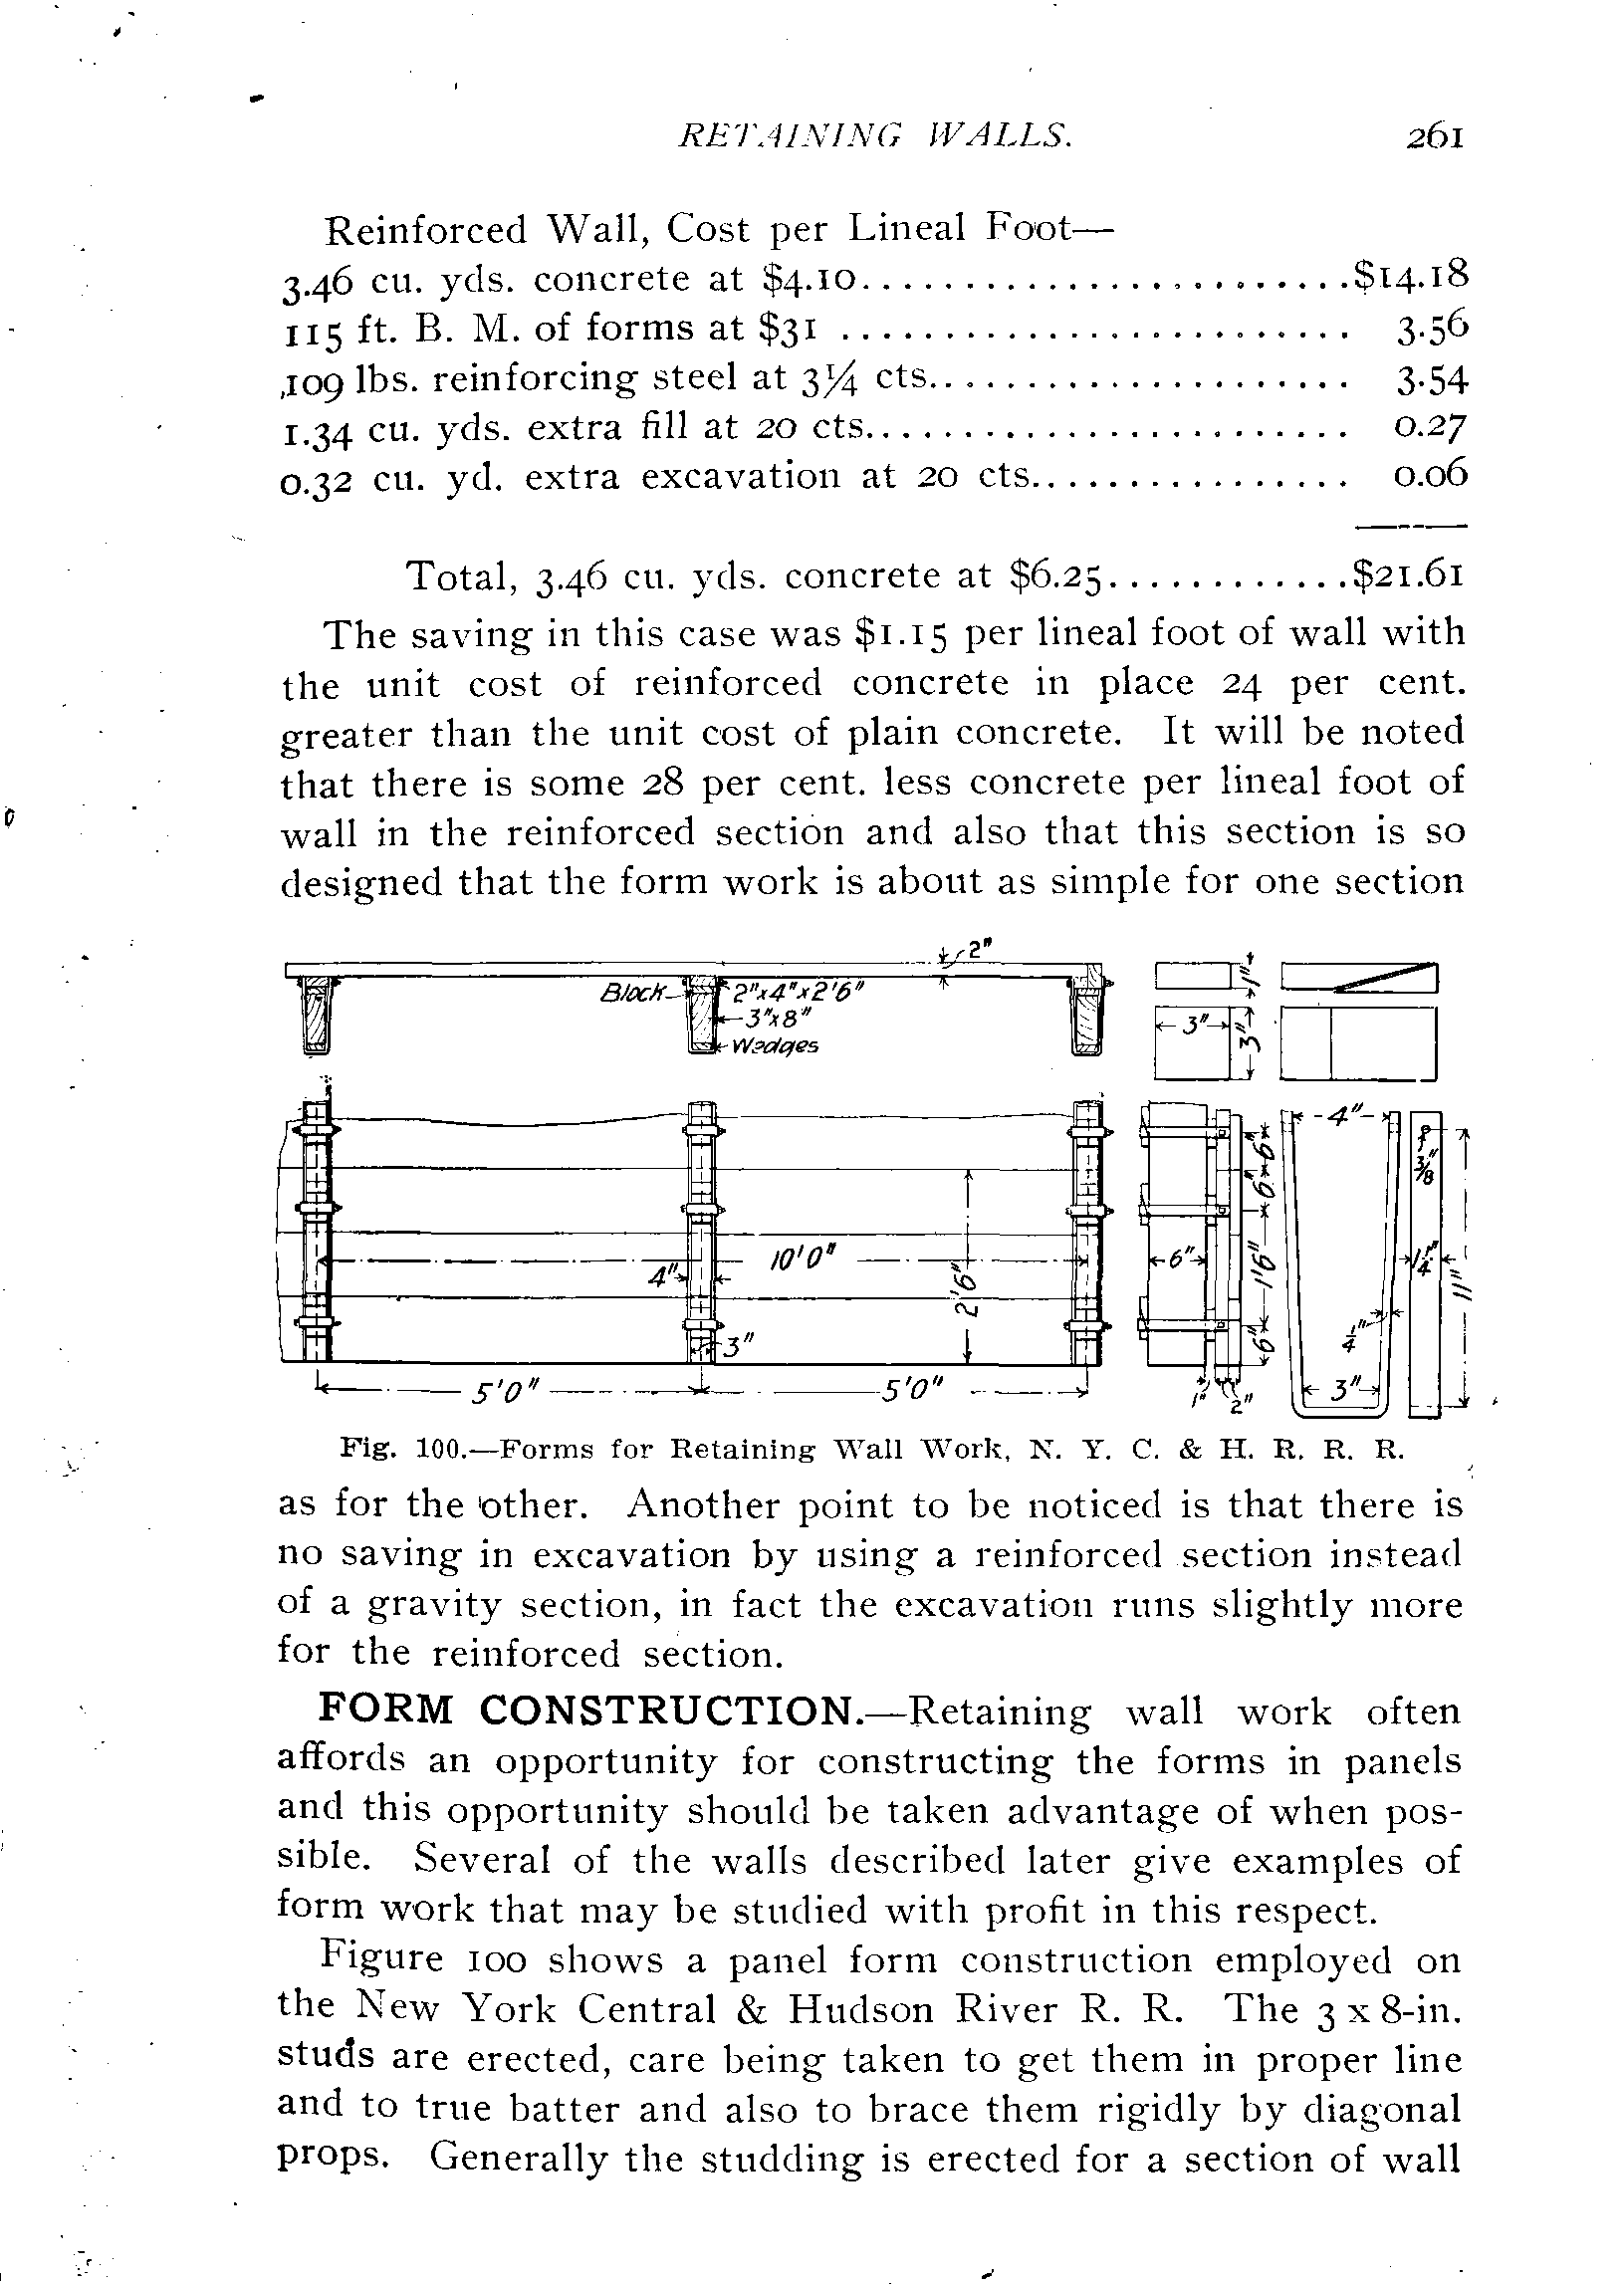 RETAINING WALLS. 261
Reinforced Wall, Cost per Lineal Foot—
3.46 cu. yds. concrete at $4.10..............................$14.18
115 ft. B. M. of forms at $31 .............................. 3.56
109 lbs. reinforcing steel at 3¼ cts........................ 3.54
1.34 cu. yds. extra fill at 20 cts.......................... 0.27
0.32 cu. yd. extra excavation at 20 cts.................. 0.06
Total, 3.46 cu. yds. concrete at $6.25..............$21.61
The saving in this case was $1.15 per lineal foot of wall with
the unit cost of reinforced concrete in place 24 per cent.
greater than the unit cost of plain concrete. It will be noted
that there is some 28 per cent. less concrete per lineal foot of
wall in the reinforced section and also that this section is so
designed that the form work is about as simple for one section
2"
Block
2"x4"x2'6"
3"x8"
Wedges
1"
3"
3"
4"
6"
6"
3/8"
10'0"
4"
2'6"
6"
1'6"
1¼"
11"
3"
6"
¼"
5'0"
5'0"
1"
2"
3"
Fig. 100.—Forms for Retaining Wall Work, N. Y. C. & H. R. R. R.
as for the other. Another point to be noticed is that there is
no saving in excavation by using a reinforced section instead
of a gravity section, in fact the excavation runs slightly more
for the reinforced section.
FORM CONSTRUCTION.—Retaining wall work often
affords an opportunity for constructing the forms in panels
and this opportunity should be taken advantage of when pos-
sible. Several of the walls described later give examples of
form work that may be studied with profit in this respect.
Figure 100 shows a panel form construction employed on
the New York Central & Hudson River R. R. The 3 x 8-in.
studs are erected, care being taken to get them in proper line
and to true batter and also to brace them rigidly by diagonal
props. Generally the studding is erected for a section of wall